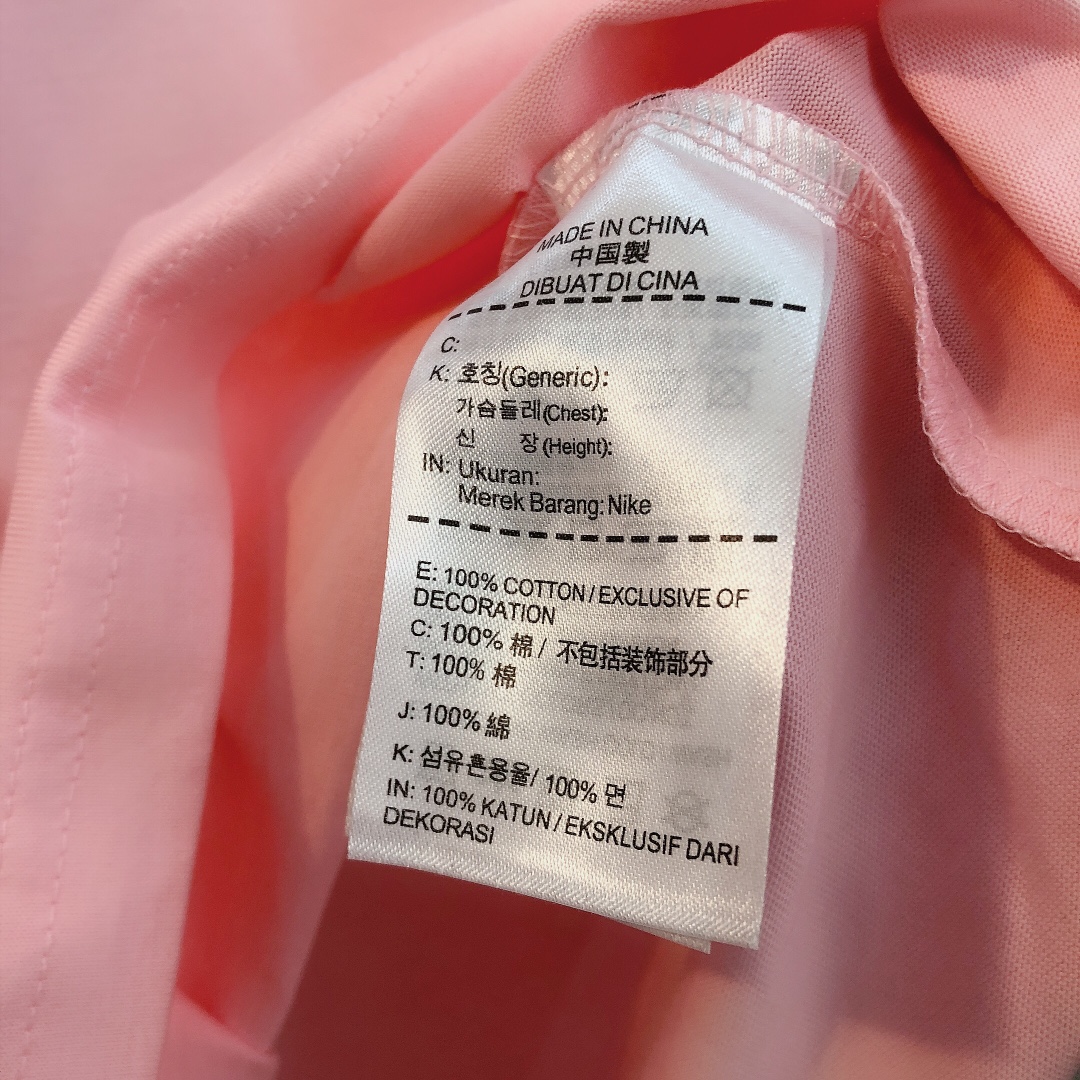 MADE IN CHINA
中国製
DIBUAT DI CINA
C:
K: 호칭(Generic):
가슴둘레(Chest):
신 장(Height):
IN: Ukuran:
Merek Barang: Nike
E: 100% COTTON/EXCLUSIVE OF
DECORATION
C: 100% 棉/ 不包括装饰部分
T: 100% 棉
J: 100% 綿
K: 섬유혼용율/ 100% 면
IN: 100% KATUN/EKSKLUSIF DARI
DEKORASI